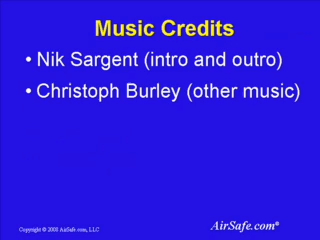 Music Credits
• Nik Sargent (intro and outro)
• Christoph Burley (other music)
Copyright © 2008 AirSafe.com, LLC
AirSafe.com®